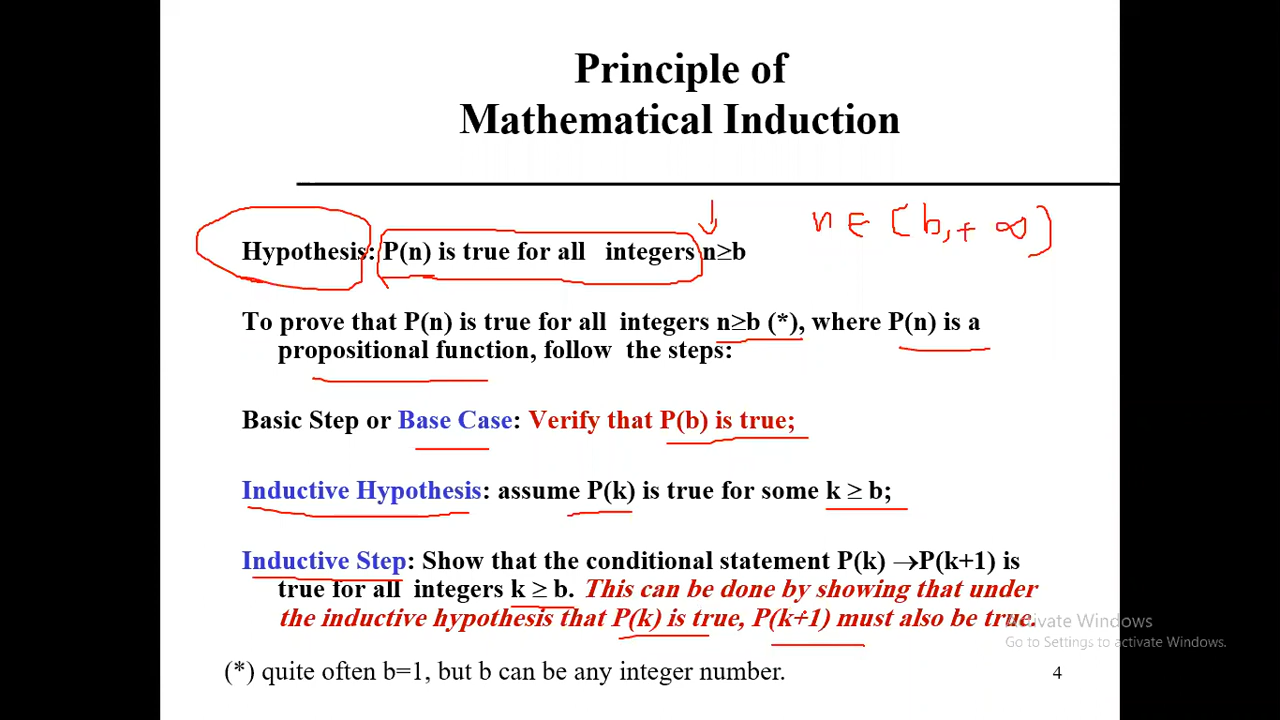 Principle of
Mathematical Induction
n ∈ [b, + ∞)
Hypothesis: P(n) is true for all integers n≥b
To prove that P(n) is true for all integers n≥b (*), where P(n) is a
propositional function, follow the steps:
Basic Step or Base Case: Verify that P(b) is true;
Inductive Hypothesis: assume P(k) is true for some k ≥ b;
Inductive Step: Show that the conditional statement P(k) →P(k+1) is
true for all integers k ≥ b. This can be done by showing that under
the inductive hypothesis that P(k) is true, P(k+1) must also be true.
Activate Windows
Go to Settings to activate Windows.
(*) quite often b=1, but b can be any integer number.
4